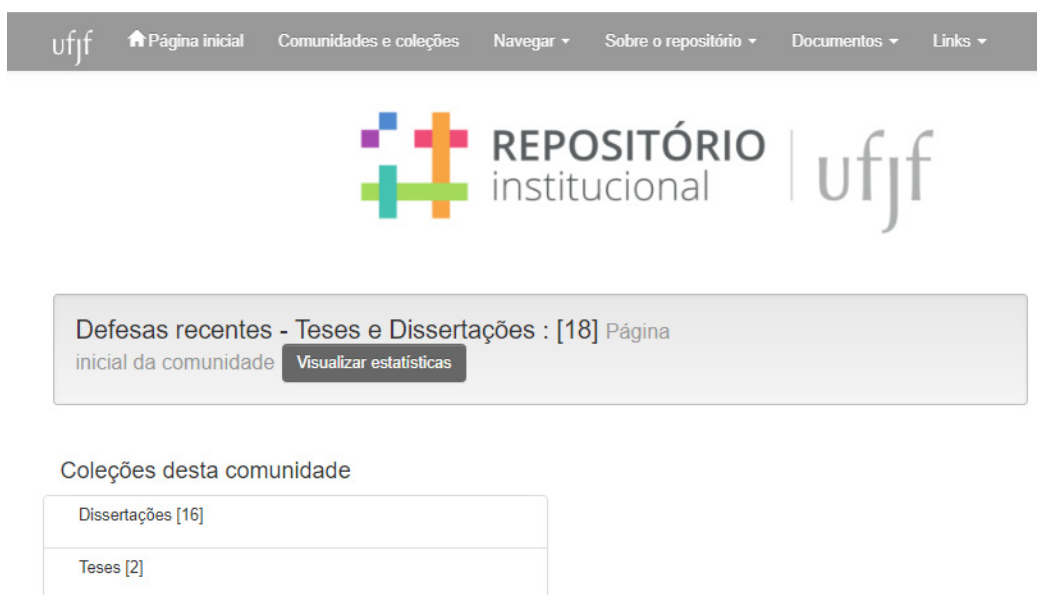 ufjf Página inicial Comunidades e coleções Navegar Sobre o repositório Documentos Links
REPOSITÓRIO
institucional
ufjf
Defesas recentes - Teses e Dissertações : [18] Página
inicial da comunidade Visualizar estatísticas
Coleções desta comunidade
Dissertações [16]
Teses [2]